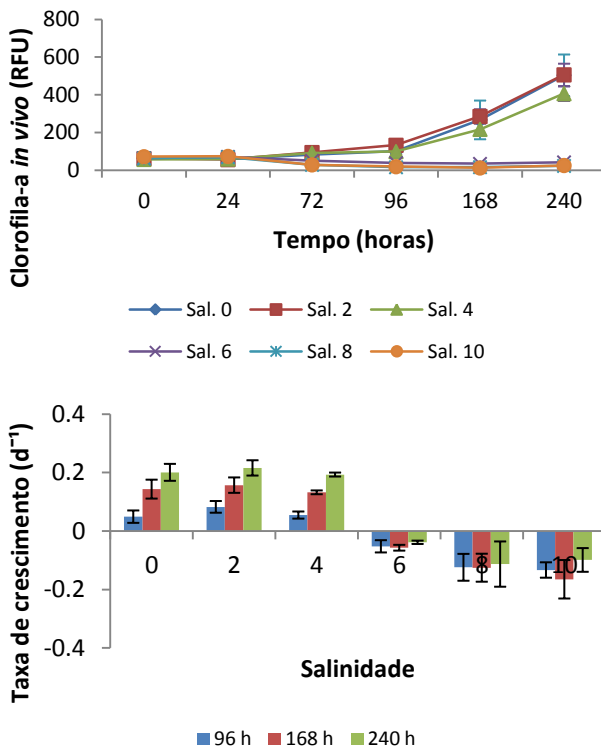 800
600
400
200
0
Clorofila-a in vivo (RFU)
0 24 72 96 168 240
Tempo (horas)
Sal. 0 Sal. 2 Sal. 4
Sal. 6 Sal. 8 Sal. 10
0.4
0.2
0
-0.2
-0.4
Taxa de crescimento (d⁻¹)
0 2 4 6 8 10
Salinidade
96 h 168 h 240 h